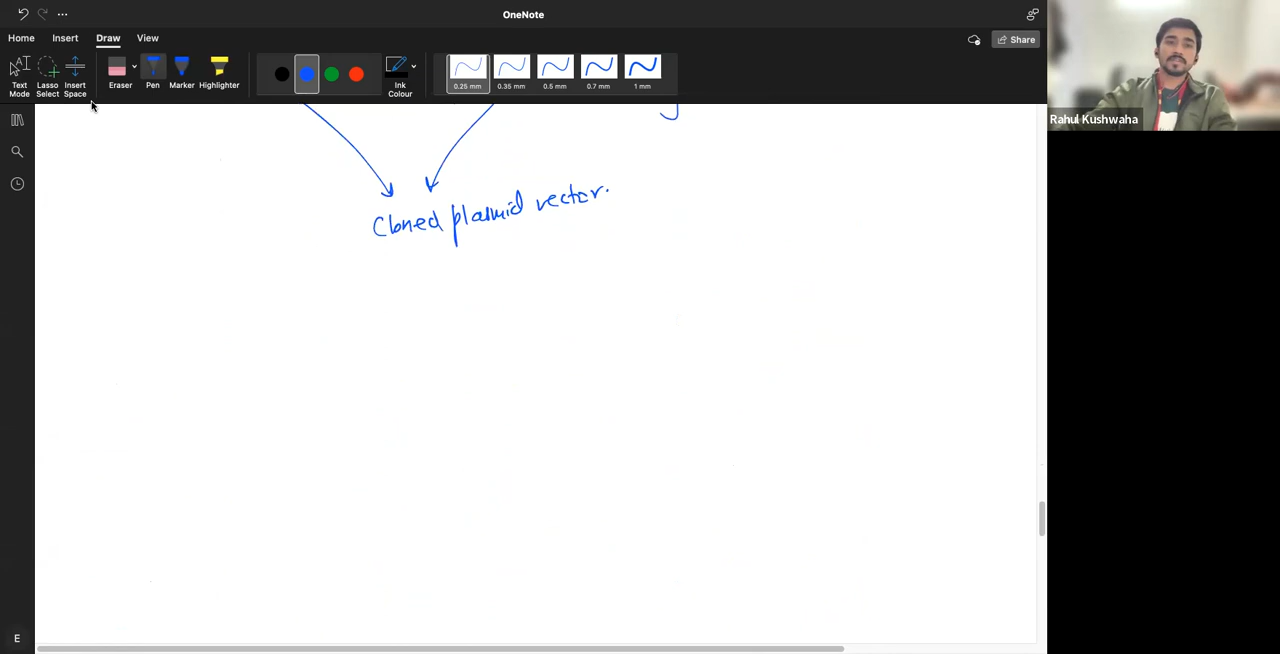 OneNote
Home Insert Draw View
Share
Text Mode
Lasso Select
Insert Space
Eraser
Pen
Marker
Highlighter
Ink Colour
0.25 mm
0.35 mm
0.5 mm
0.7 mm
1 mm
Rahul Kushwaha
Cloned plasmid vector.
E